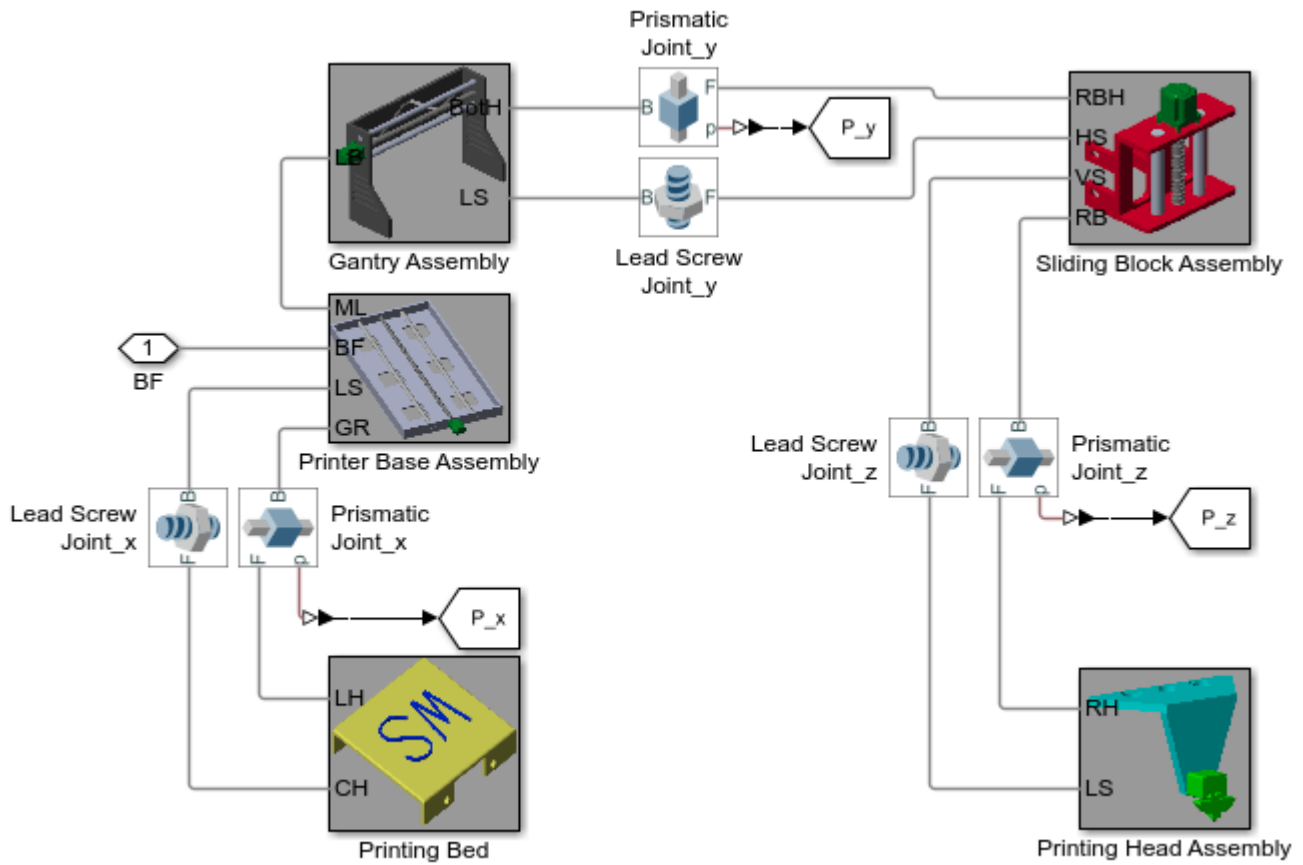 Prismatic
Joint_y
BotH
B
F
p
P_y
RBH
HS
VS
RB
LB
LS
B
F
Gantry Assembly
Lead Screw
Joint_y
Sliding Block Assembly
ML
BF
LS
GR
1
BF
Printer Base Assembly
Lead Screw
Joint_x
B
F
B
F
p
Prismatic
Joint_x
P_x
Lead Screw
Joint_z
B
F
B
F
p
Prismatic
Joint_z
P_z
LH
SM
CH
Printing Bed
RH
LS
Printing Head Assembly